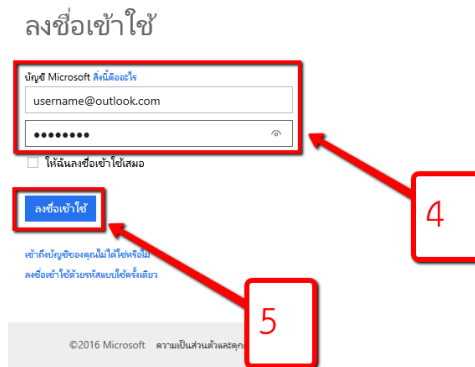 ลงชื่อเข้าใช้
บัญชี Microsoft สิ่งนี้คืออะไร
username@outlook.com
ให้ฉันลงชื่อเข้าใช้เสมอ
4
ลงชื่อเข้าใช้
เข้าถึงบัญชีของคุณไม่ได้ใช่หรือไม่
ลงชื่อเข้าใช้ด้วยรหัสแบบใช้ครั้งเดียว
5
©2016 Microsoft ความเป็นส่วนตัวและคุก